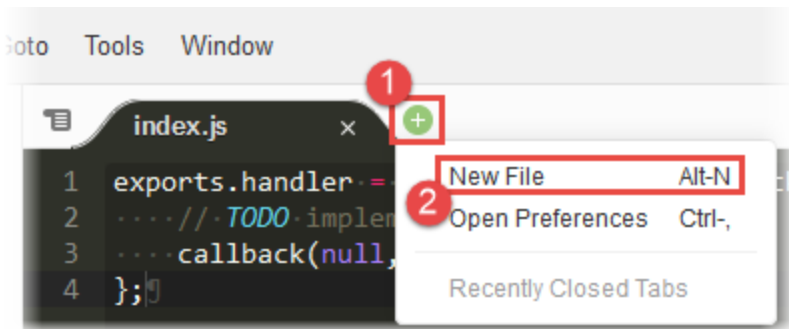 Tools Window
1
index.js ×
1 exports.handler =
New File Alt-N
2
2 ····// TODO implem
Open Preferences Ctrl-,
3 ····callback(null,
4 };¶
Recently Closed Tabs